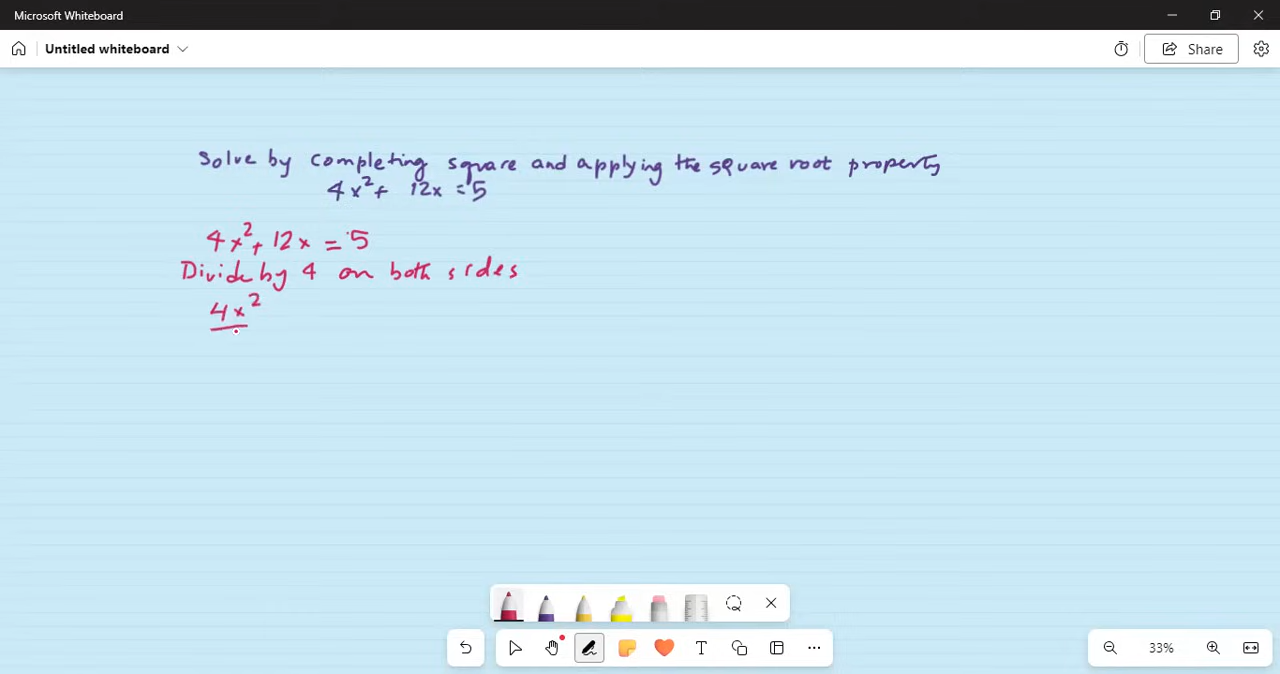 Microsoft Whiteboard
Untitled whiteboard
Share
Solve by completing square and applying the square root property
4x² + 12x = 5
4x² + 12x = 5
Divide by 4 on both sides
4x²
T
33%